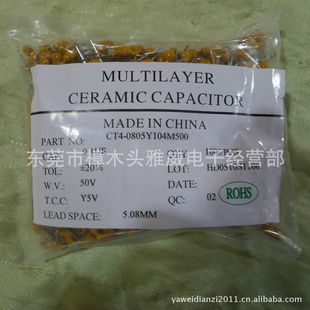 MULTILAYER
CERAMIC CAPACITOR
MADE IN CHINA
CT4-0805Y104M500
PART NO:
东莞市樟木头雅威电子经营部
TOL: ±20%
LOT:
W.V.: 50V
DATE:
T.C.C: Y5V
QC: 02
ROHS
LEAD SPACE: 5.08MM
yaweidianzi2011.cn.alibaba.com